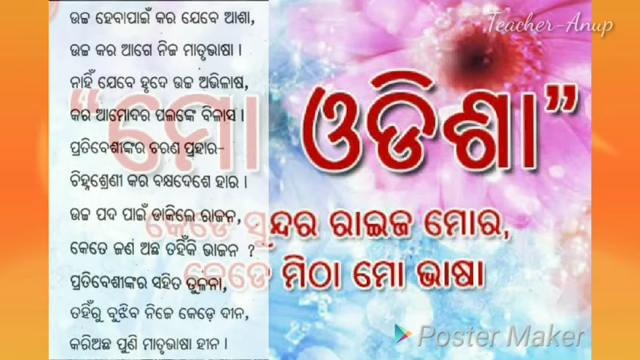 ଉଚ୍ଚ ହେବାପାଇଁ କର ଯେବେ ଆଶା,
ଉଚ୍ଚ କର ଆଗେ ନିଜ ମାତୃଭାଷା ।
ନାହିଁ ଯେବେ ହୃଦେ ଉଚ୍ଚ ଅଭିଳାଷ,
କର ଆମୋଦର ପଲଙ୍କେ ବିଳାସ ।
ପ୍ରତିବେଶୀଙ୍କର ଚରଣ ପ୍ରହାର-
ଚିହ୍ନଶ୍ରେଣୀ କର ବକ୍ଷଦେଶେ ହାର ।
ଉଚ୍ଚ ପଦ ପାଇଁ ଡାକିଲେ ରାଜନ,
କେତେ ଜଣ ଅଛ ତହିଁକି ଭାଜନ ?
ପ୍ରତିବେଶୀଙ୍କର ସହିତ ତୁଳନା,
ତହିଁରୁ ବୁଝିବ ନିଜେ କେଡ଼େ ଦୀନ,
କରିଅଛ ପୁଣି ମାତୃଭାଷା ହୀନ ।
Teacher-Anup
“ମୋ ଓଡିଶା”
କେଡେ ସୁନ୍ଦର ରାଇଜ ମୋର,
କେଡେ ମିଠା ମୋ ଭାଷା
Poster Maker